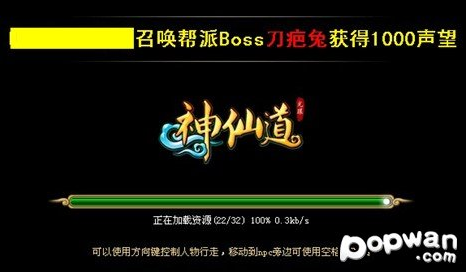 召唤帮派Boss刀疤兔获得1000声望
神仙道
正在加载资源(22/32) 100% 0.3kb/s
可以使用方向键控制人物行走，移动到npc旁边可使用空格
popwan
.com